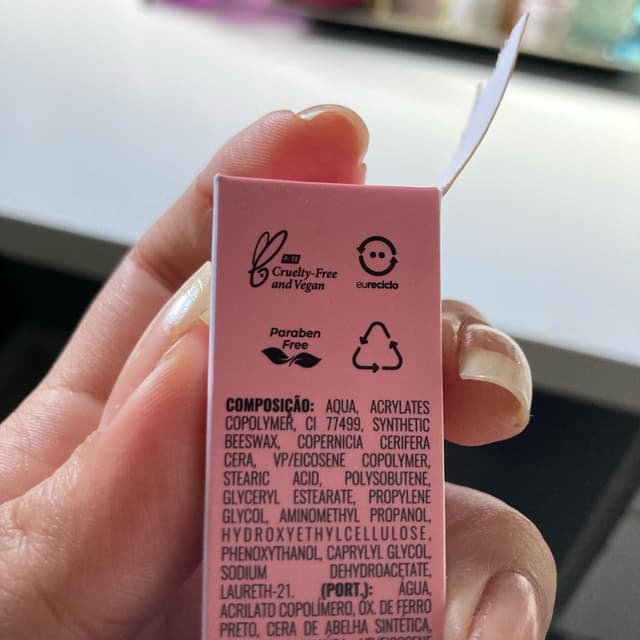 PETA
Cruelty-Free
and Vegan
eureciclo
Paraben
Free
COMPOSIÇÃO: AQUA, ACRYLATES
COPOLYMER, CI 77499, SYNTHETIC
BEESWAX, COPERNICIA CERIFERA
CERA, VP/EICOSENE COPOLYMER,
STEARIC ACID, POLYSOBUTENE,
GLYCERYL ESTEARATE, PROPYLENE
GLYCOL, AMINOMETHYL PROPANOL,
HYDROXYETHYLCELLULOSE,
PHENOXYTHANOL, CAPRYLYL GLYCOL,
SODIUM DEHYDROACETATE,
LAURETH-21. (PORT.): ÁGUA,
ACRILATO COPOLÍMERO, ÓX. DE FERRO
PRETO, CERA DE ABELHA SINTÉTICA,